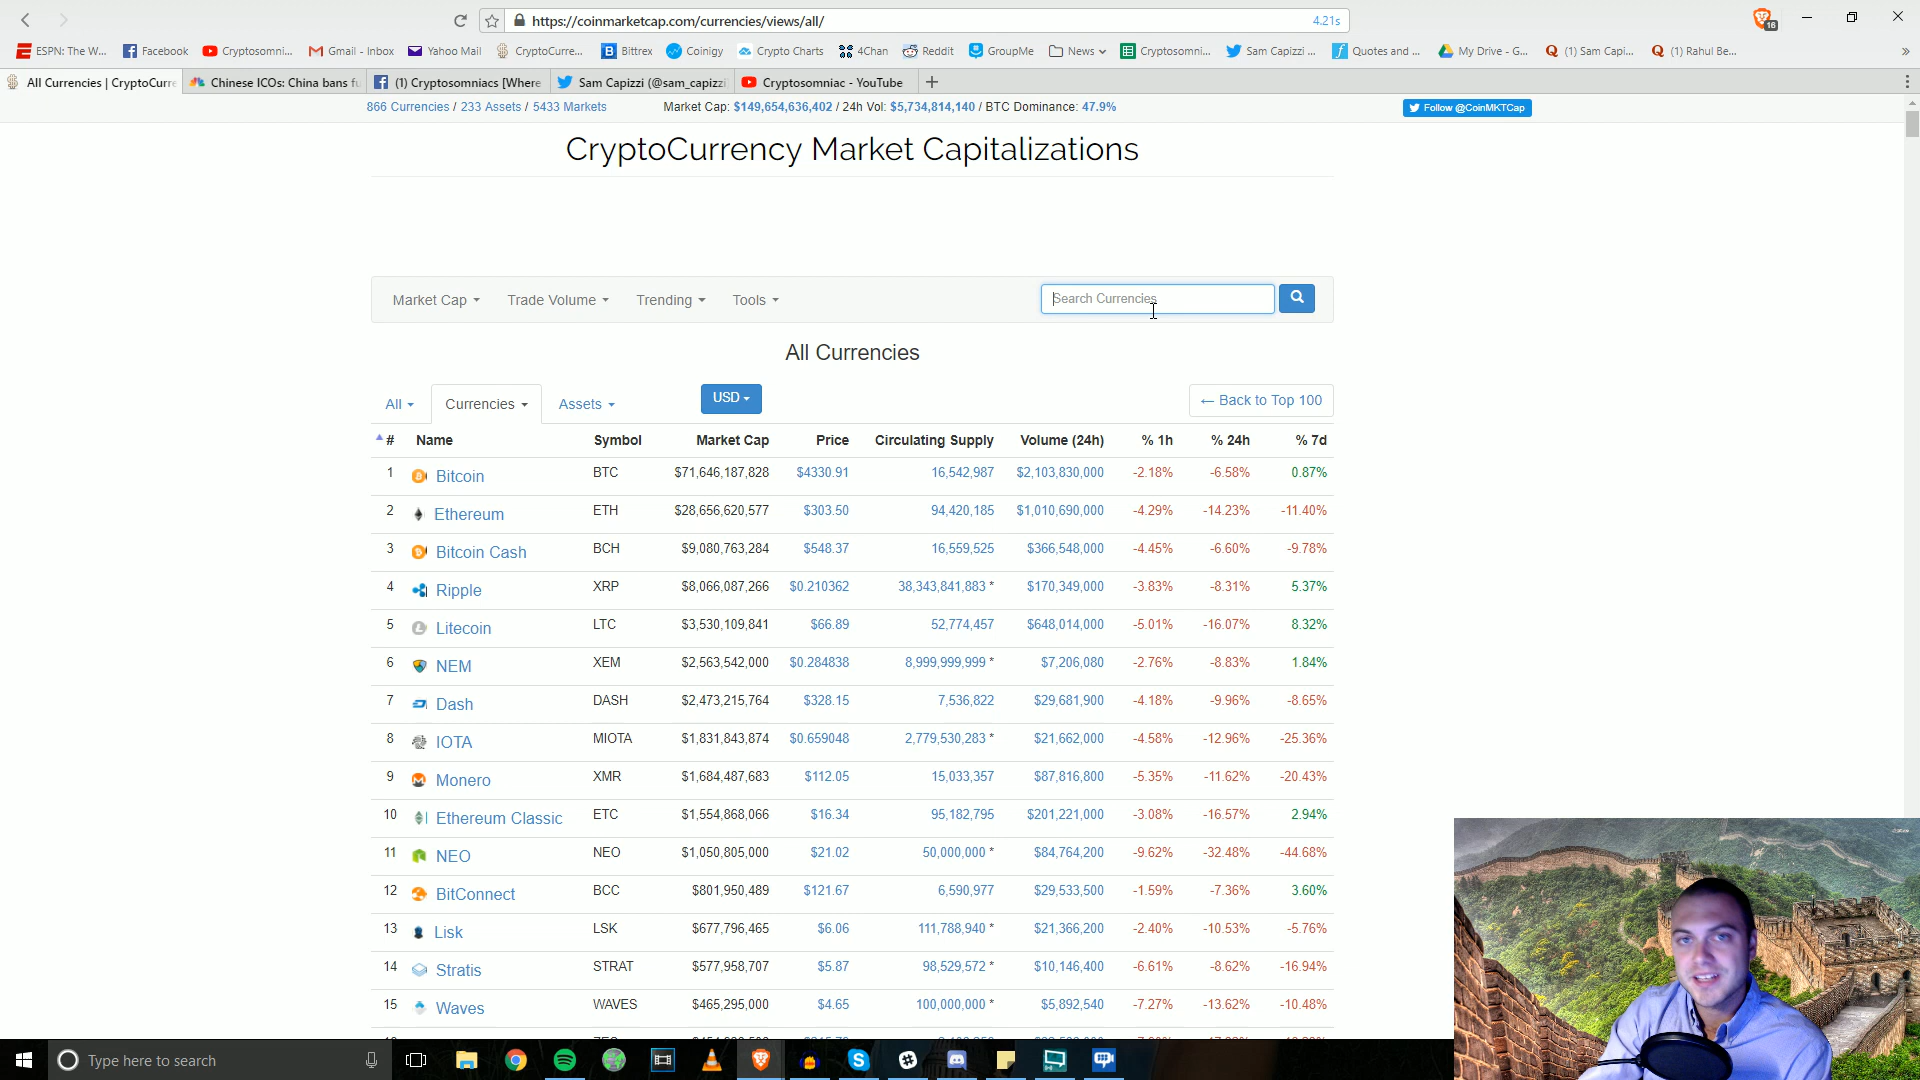 https://coinmarketcap.com/currencies/views/all/ 4.21s 16
ESPN: The W... Facebook Cryptosomni... Gmail - Inbox Yahoo Mail CryptoCurre... Bittrex Coinigy Crypto Charts 4Chan Reddit GroupMe News Cryptosomni... Sam Capizzi ... Quotes and ... My Drive - G... (1) Sam Capi... (1) Rahul Be... »
All Currencies | CryptoCurre Chinese ICOs: China bans fu (1) Cryptosomniacs [Where Sam Capizzi (@sam_capizzi Cryptosomniac - YouTube
866 Currencies / 233 Assets / 5433 Markets Market Cap: $149,654,636,402 / 24h Vol: $5,734,814,140 / BTC Dominance: 47.9% Follow @CoinMKTCap
CryptoCurrency Market Capitalizations
Market Cap Trade Volume Trending Tools Search Currencies
All Currencies
All Currencies Assets USD ← Back to Top 100
# Name Symbol Market Cap Price Circulating Supply Volume (24h) % 1h % 24h % 7d
1 Bitcoin BTC $71,646,187,828 $4330.91 16,542,987 $2,103,830,000 -2.18% -6.58% 0.87%
2 Ethereum ETH $28,656,620,577 $303.50 94,420,185 $1,010,690,000 -4.29% -14.23% -11.40%
3 Bitcoin Cash BCH $9,080,763,284 $548.37 16,559,525 $366,548,000 -4.45% -6.60% -9.78%
4 Ripple XRP $8,066,087,266 $0.210362 38,343,841,883 * $170,349,000 -3.83% -8.31% 5.37%
5 Litecoin LTC $3,530,109,841 $66.89 52,774,457 $648,014,000 -5.01% -16.07% 8.32%
6 NEM XEM $2,563,542,000 $0.284838 8,999,999,999 * $7,206,080 -2.76% -8.83% 1.84%
7 Dash DASH $2,473,215,764 $328.15 7,536,822 $29,681,900 -4.18% -9.96% -8.65%
8 IOTA MIOTA $1,831,843,874 $0.659048 2,779,530,283 * $21,662,000 -4.58% -12.96% -25.36%
9 Monero XMR $1,684,487,683 $112.05 15,033,357 $87,816,800 -5.35% -11.62% -20.43%
10 Ethereum Classic ETC $1,554,868,066 $16.34 95,182,795 $201,221,000 -3.08% -16.57% 2.94%
11 NEO NEO $1,050,805,000 $21.02 50,000,000 * $84,764,200 -9.62% -32.48% -44.68%
12 BitConnect BCC $801,950,489 $121.67 6,590,977 $29,533,500 -1.59% -7.36% 3.60%
13 Lisk LSK $677,796,465 $6.06 111,788,940 * $21,366,200 -2.40% -10.53% -5.76%
14 Stratis STRAT $577,958,707 $5.87 98,529,572 * $10,146,400 -6.61% -8.62% -16.94%
15 Waves WAVES $465,295,000 $4.65 100,000,000 * $5,892,540 -7.27% -13.62% -10.48%
Type here to search